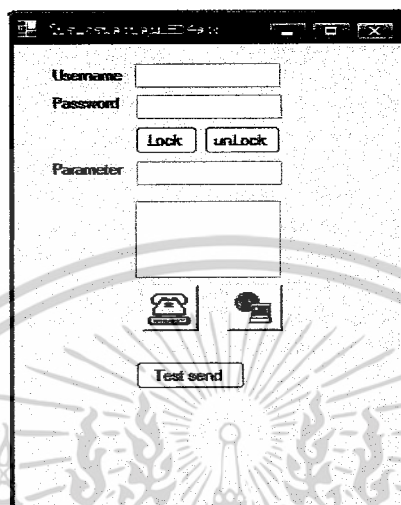 Username
Password
Lock unLock
Parameter
Test send